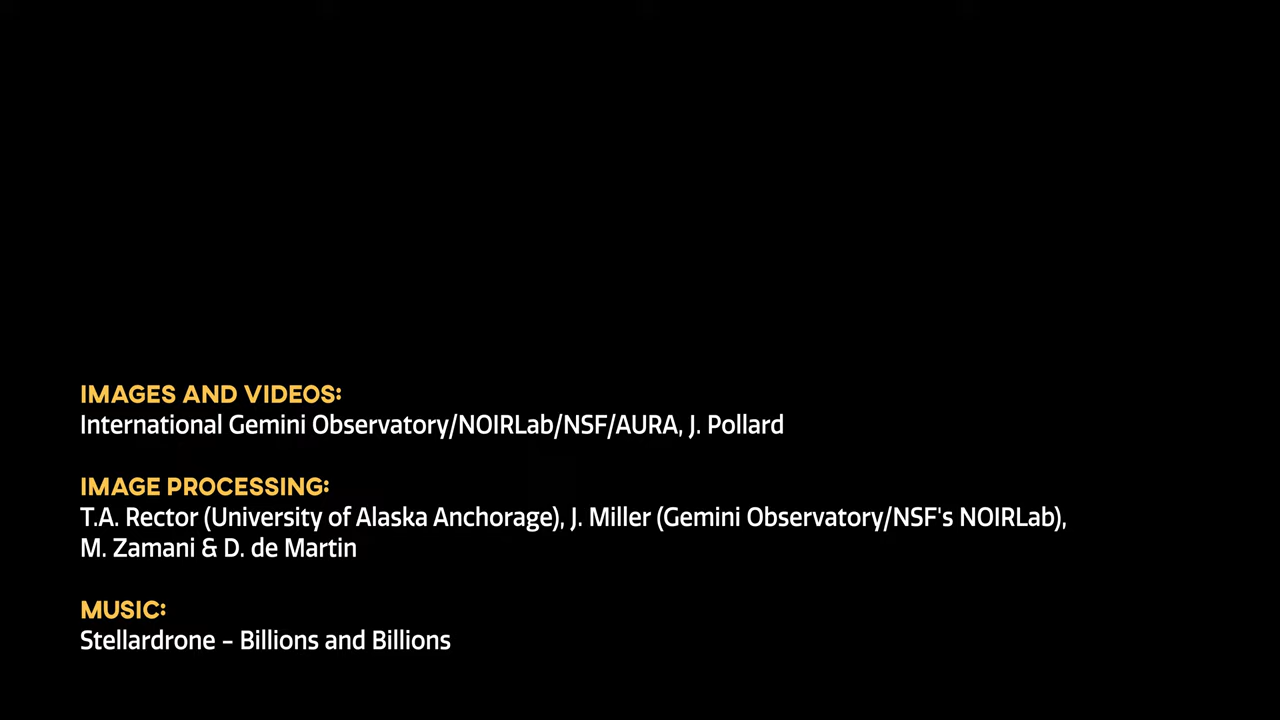 IMAGES AND VIDEOS:
International Gemini Observatory/NOIRLab/NSF/AURA, J. Pollard
IMAGE PROCESSING:
T.A. Rector (University of Alaska Anchorage), J. Miller (Gemini Observatory/NSF's NOIRLab),
M. Zamani & D. de Martin
MUSIC:
Stellardrone – Billions and Billions